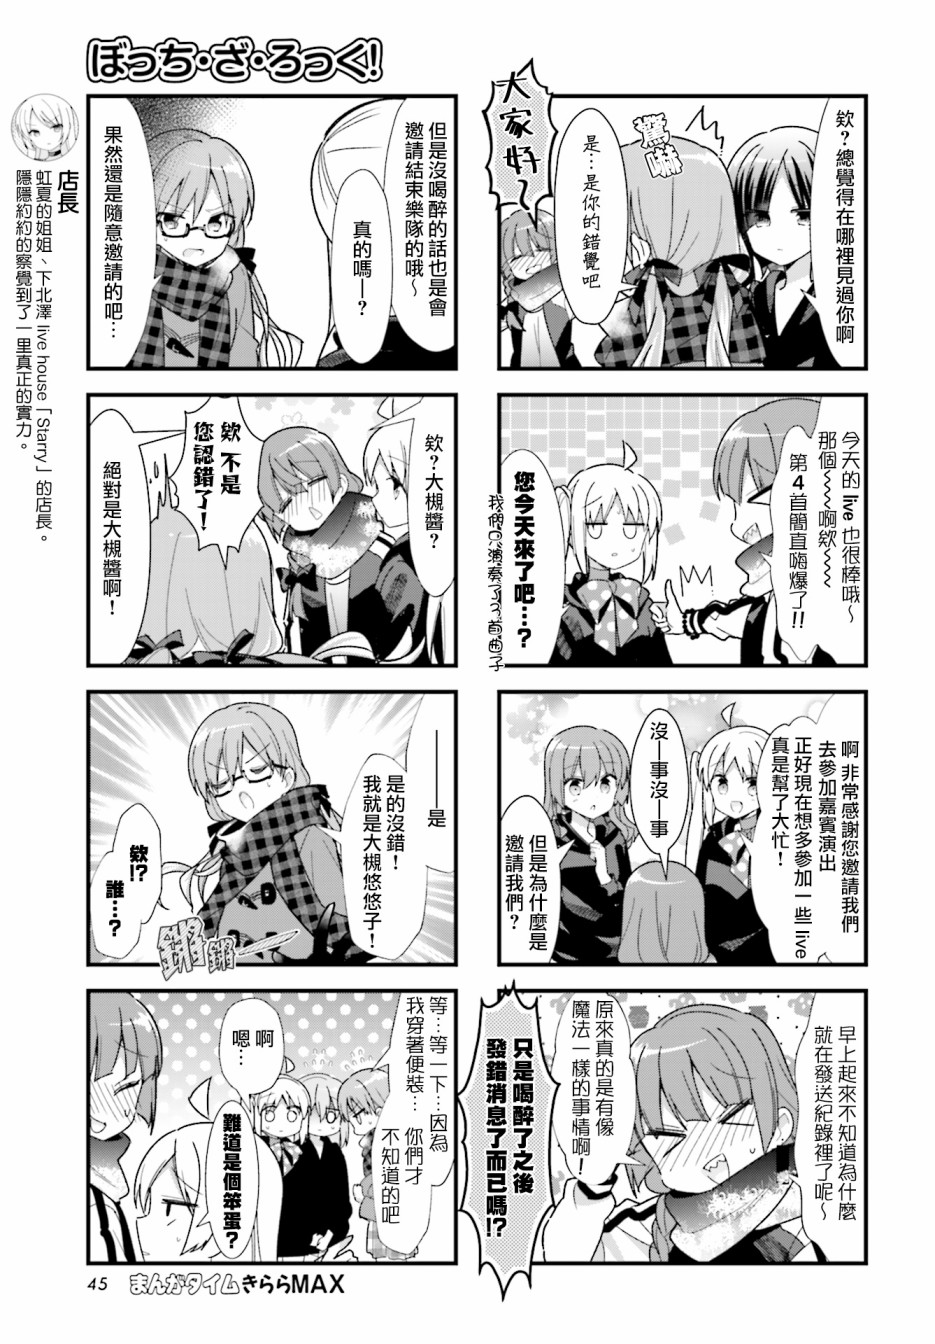 ぼっち・ざ・ろっく!
店長
虹夏的姐姐、下北澤 live house「Starry」的店長。
隱隱約約的察覺到了一里真正的實力。
欸?總覺得在哪裡見過你啊
驚嚇
是…是你的錯覺吧
大家好~
今天的 live 也很棒哦~
那個~~~啊欸~~~
第4首簡直嗨爆了!!
您今天來了吧…?
我們只演奏了3首曲子
啊 非常感謝您邀請我們
去參加嘉賓演出
正好現在想多參加一些 live
真是幫了大忙!
沒—事沒—事
但是為什麼是
邀請我們?
早上起來不知道為什麼
就在發送紀錄裡了呢~
原來真的是有像
魔法一樣的事情啊!
只是喝醉了之後
發錯消息了而已嗎!?
但是沒喝醉的話也是會
邀請結束樂隊的哦~
真的嗎—?
果然還是隨意邀請的吧…
欸?大槻醬?
欸 不是
您認錯了!
絕對是大槻醬啊!
——是
是的沒錯!
我就是大槻悠悠子!
欸!?
誰…?
鏘鏘—
等…等一下…因為
我穿著便裝…
你們才
不知道的吧
啊
嗯…
難道是個笨蛋?
45
まんがタイムきららMAX